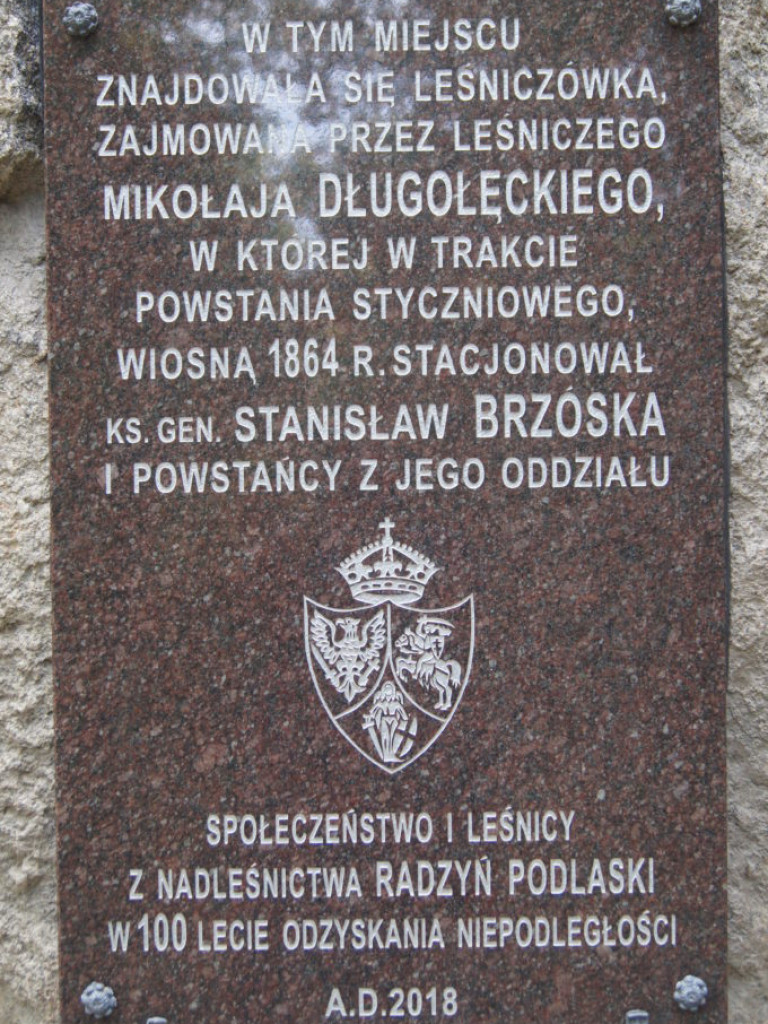 W TYM MIEJSCU
ZNAJDOWAŁA SIĘ LEŚNICZÓWKA,
ZAJMOWANA PRZEZ LEŚNICZEGO
MIKOŁAJA DŁUGOŁĘCKIEGO,
W KTÓREJ W TRAKCIE
POWSTANIA STYCZNIOWEGO,
WIOSNĄ 1864 R. STACJONOWAŁ
KS. GEN. STANISŁAW BRZÓSKA
I POWSTAŃCY Z JEGO ODDZIAŁU
SPOŁECZEŃSTWO I LEŚNICY
Z NADLEŚNICTWA RADZYŃ PODLASKI
W 100 LECIE ODZYSKANIA NIEPODLEGŁOŚCI
A.D.2018